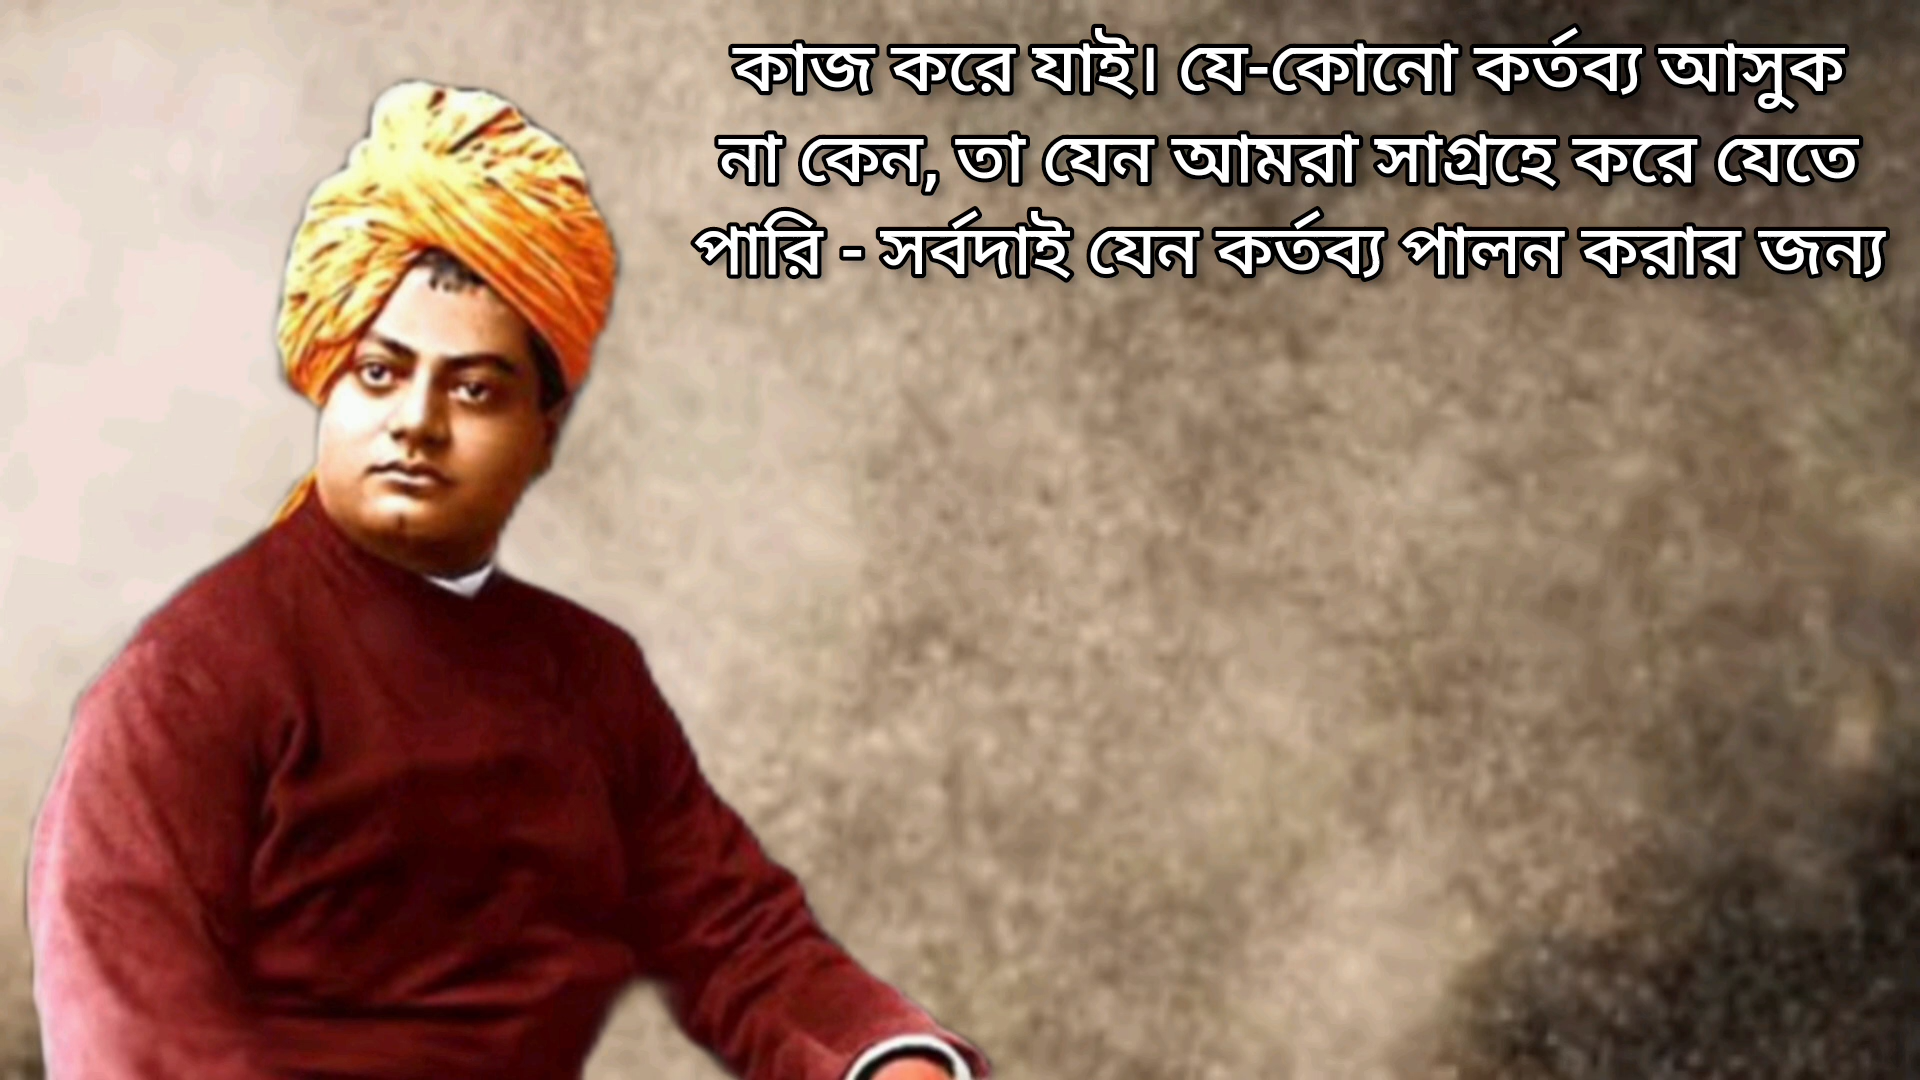 কাজ করে যাই। যে-কোনো কর্তব্য আসুক
না কেন, তা যেন আমরা সাগ্রহে করে যেতে
পারি - সর্বদাই যেন কর্তব্য পালন করার জন্য